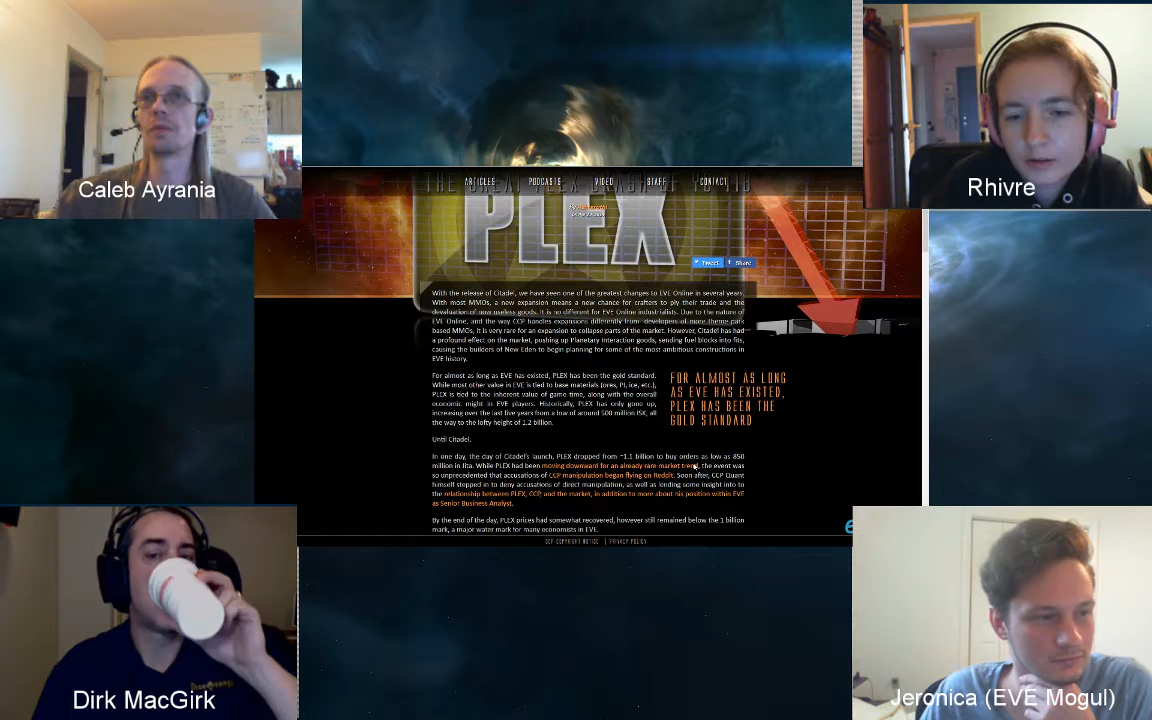 Caleb Ayrania
Rhivre
ARTICLES PODCASTS VIDEO STAFF CONTACT
THE GREAT PLEX CRASH OF YC118
PLEX
Tweet Share
With the release of Citadel, we have seen one of the greatest changes to EVE Online in several years.
With most MMOs, a new expansion means a new chance for crafters to ply their trade and the
devaluation of now useless goods. It is no different for EVE Online industrialists. Due to the nature of
EVE Online, and the way CCP handles expansions differently from developers of more theme park
based MMOs, it is very rare for an expansion to collapse parts of the market. However, Citadel has had
a profound effect on the market, pushing up Planetary Interaction goods, sending fuel blocks into fits,
causing the builders of New Eden to begin planning for some of the most ambitious constructions in
EVE history.
For almost as long as EVE has existed, PLEX has been the gold standard.
While most other value in EVE is tied to base materials (ores, PI, ice, etc.),
PLEX is tied to the inherent value of game time, along with the overall
economic might in EVE players. Historically, PLEX has only gone up,
increasing over the last five years from a low of around 500 million ISK, all
the way to the lofty height of 1.2 billion.
FOR ALMOST AS LONG
AS EVE HAS EXISTED,
PLEX HAS BEEN THE
GOLD STANDARD
Until Citadel.
In one day, the day of Citadel's launch, PLEX dropped from ~1.1 billion to buy orders as low as 850
million in Jita. While PLEX had been moving downward for an already rare market trend, the event was
so unprecedented that accusations of CCP manipulation began flying on Reddit. Soon after, CCP Quant
himself stepped in to deny accusations of direct manipulation, as well as lending some insight into to
the relationship between PLEX, CCP, and the market, in addition to more about his position within EVE
as Senior Business Analyst.
By the end of the day, PLEX prices had somewhat recovered, however still remained below the 1 billion
mark, a major water mark for many economists in EVE.
CCP COPYRIGHT NOTICE | PRIVACY POLICY
Dirk MacGirk
Jeronica (EVE Mogul)